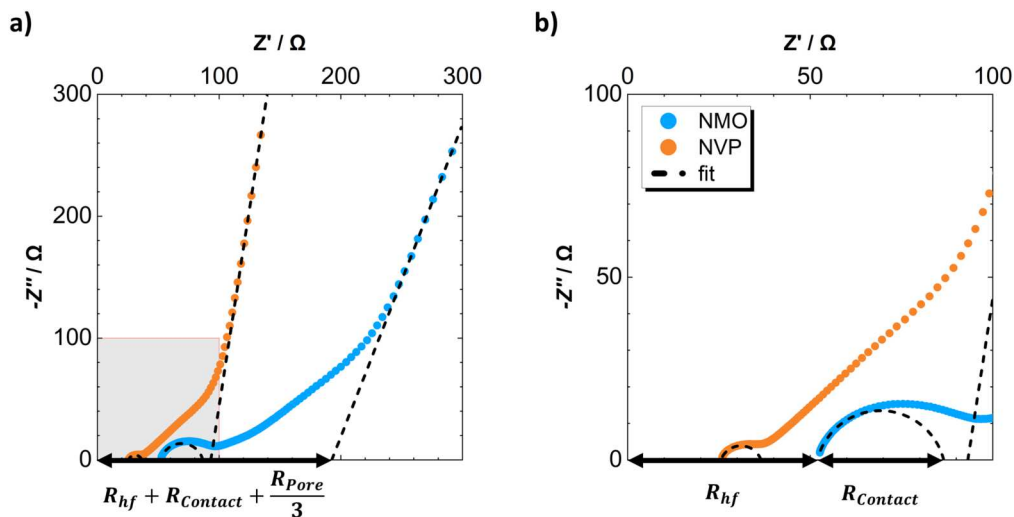 a)
Z' / Ω
0 100 200 300
300
200
100
0
-Z''/ Ω
R_hf + R_Contact + R_Pore/3
b)
Z' / Ω
0 50 100
100
50
0
-Z''/ Ω
NMO
NVP
fit
R_hf R_Contact